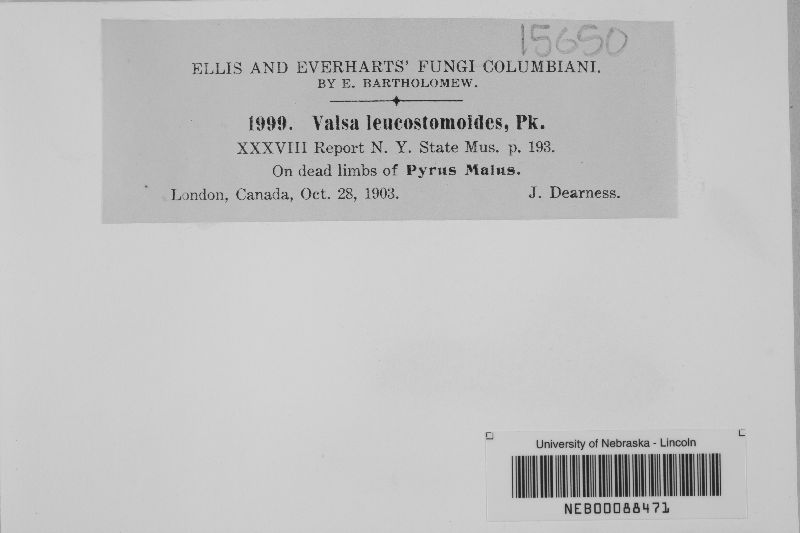 15650
ELLIS AND EVERHARTS' FUNGI COLUMBIANI.
BY E. BARTHOLOMEW.
1999. Valsa leucostomoides, Pk.
XXXVIII Report N. Y. State Mus. p. 193.
On dead limbs of Pyrus Malus.
London, Canada, Oct. 28, 1903. J. Dearness.
University of Nebraska - Lincoln
NEB00088471